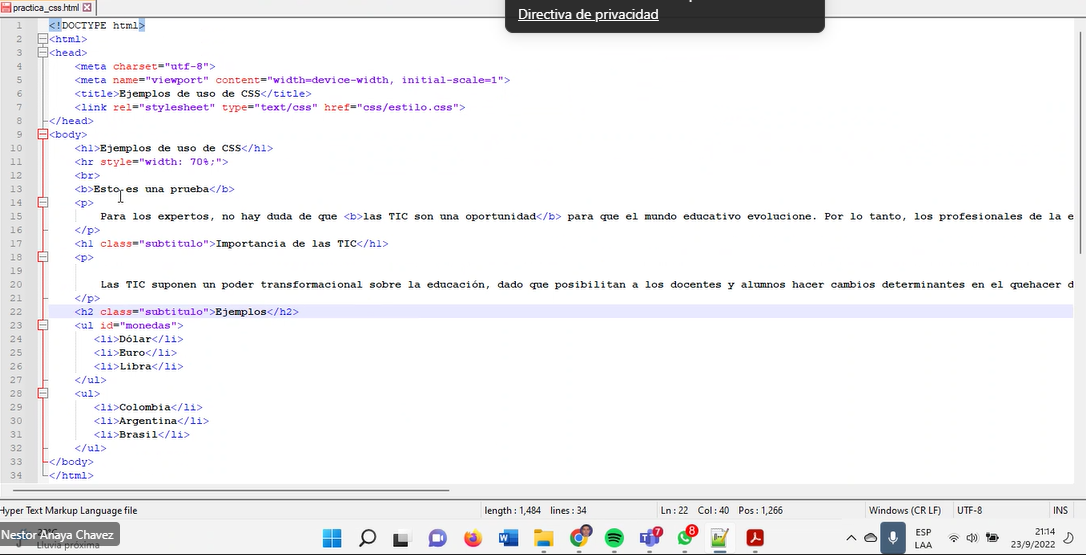 practica_css.html
Directiva de privacidad
1 <!DOCTYPE html>
2 <html>
3 <head>
4 <meta charset="utf-8">
5 <meta name="viewport" content="width=device-width, initial-scale=1">
6 <title>Ejemplos de uso de CSS</title>
7 <link rel="stylesheet" type="text/css" href="css/estilo.css">
8 </head>
9 <body>
10 <h1>Ejemplos de uso de CSS</h1>
11 <hr style="width: 70%;">
12 <br>
13 <b>Esto es una prueba</b>
14 <p>
15 Para los expertos, no hay duda de que <b>las TIC son una oportunidad</b> para que el mundo educativo evolucione. Por lo tanto, los profesionales de la e
16 </p>
17 <h1 class="subtitulo">Importancia de las TIC</h1>
18 <p>
19
20 Las TIC suponen un poder transformacional sobre la educación, dado que posibilitan a los docentes y alumnos hacer cambios determinantes en el quehacer d
21 </p>
22 <h2 class="subtitulo">Ejemplos</h2>
23 <ul id="monedas">
24 <li>Dólar</li>
25 <li>Euro</li>
26 <li>Libra</li>
27 </ul>
28 <ul>
29 <li>Colombia</li>
30 <li>Argentina</li>
31 <li>Brasil</li>
32 </ul>
33 </body>
34 </html>
Hyper Text Markup Language file length : 1,484 lines : 34 Ln : 22 Col : 40 Pos : 1,266 Windows (CR LF) UTF-8 INS
Nestor Anaya Chavez
Lluvia próxima
7
8
ESP
LAA
21:14
23/9/2022